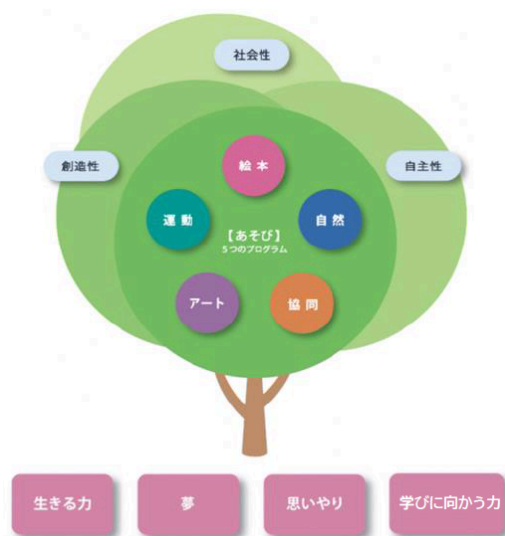 社会性
創造性
自主性
絵本
運動
自然
【あそび】
5つのプログラム
アート
協同
生きる力
夢
思いやり
学びに向かう力